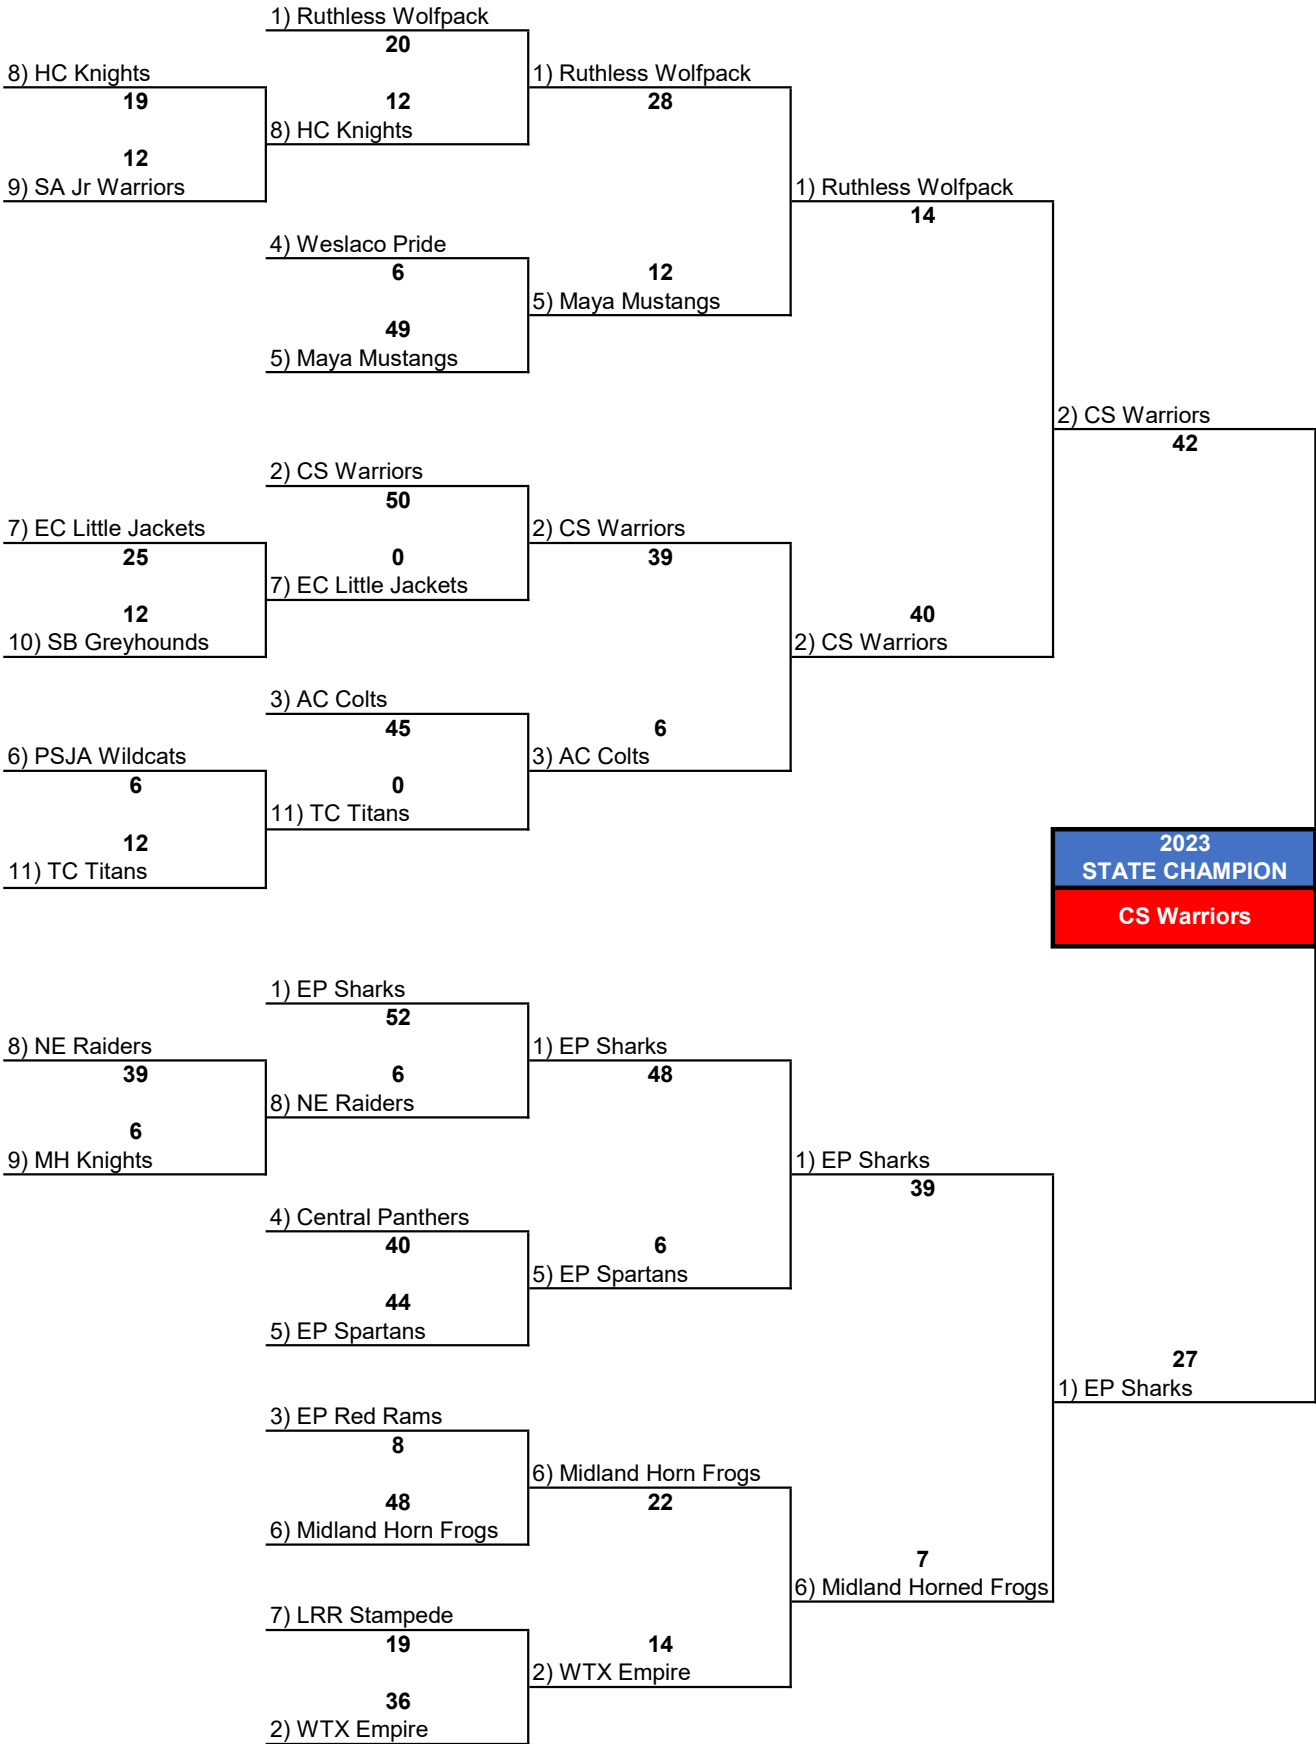 1) Ruthless Wolfpack
20
8) HC Knights
1) Ruthless Wolfpack
19
12
28
8) HC Knights
12
9) SA Jr Warriors
1) Ruthless Wolfpack
14
4) Weslaco Pride
6
12
5) Maya Mustangs
49
5) Maya Mustangs
2) CS Warriors
42
2) CS Warriors
50
7) EC Little Jackets
2) CS Warriors
25
0
39
7) EC Little Jackets
12
40
10) SB Greyhounds
2) CS Warriors
3) AC Colts
45
6
6) PSJA Wildcats
3) AC Colts
6
0
11) TC Titans
12
11) TC Titans
2023
STATE CHAMPION
CS Warriors
1) EP Sharks
52
8) NE Raiders
1) EP Sharks
39
6
48
8) NE Raiders
6
9) MH Knights
1) EP Sharks
39
4) Central Panthers
40
6
5) EP Spartans
44
5) EP Spartans
27
1) EP Sharks
3) EP Red Rams
8
6) Midland Horn Frogs
48
22
6) Midland Horn Frogs
7
6) Midland Horned Frogs
7) LRR Stampede
19
14
2) WTX Empire
36
2) WTX Empire